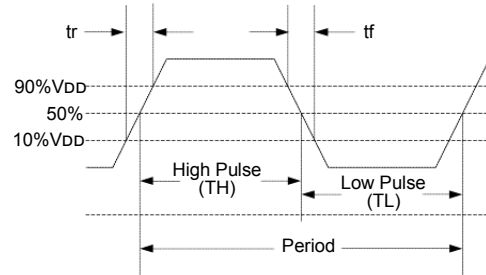 tr
tf
90%VDD
50%
10%VDD
High Pulse
(TH)
Low Pulse
(TL)
Period